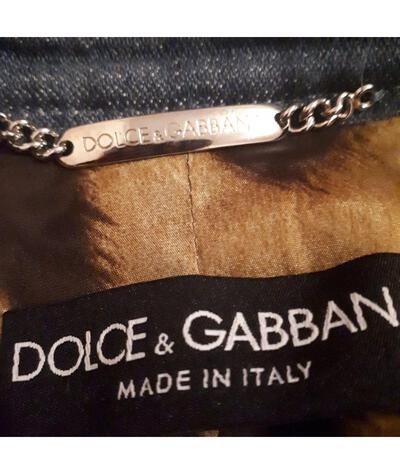 DOLCE&GABBAN
DOLCE & GABBAN
MADE IN ITALY